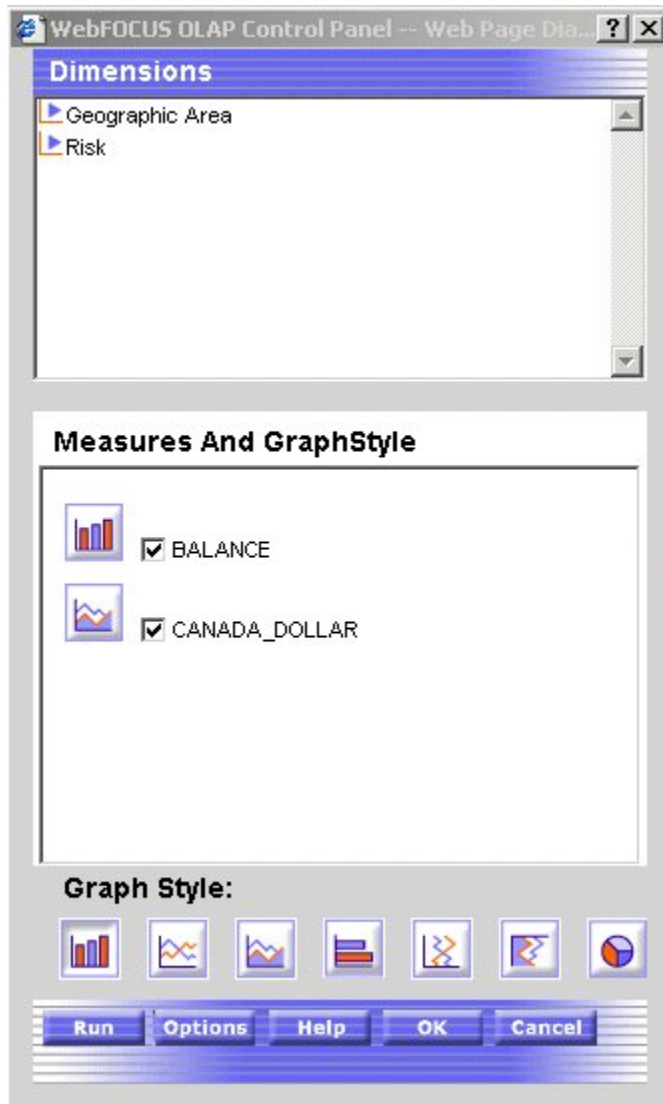 WebFOCUS OLAP Control Panel -- Web Page Dia...
Dimensions
Geographic Area
Risk
Measures And GraphStyle
BALANCE
CANADA_DOLLAR
Graph Style:
Run Options Help OK Cancel